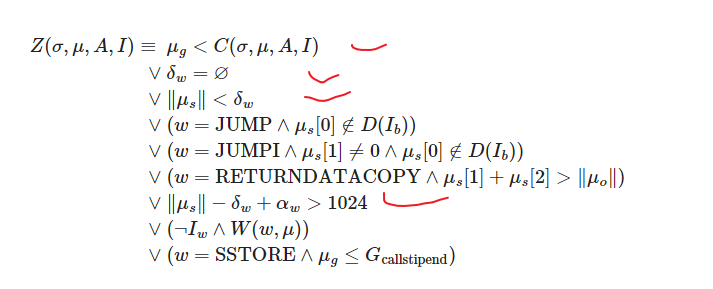 Z(σ, μ, A, I) ≡ μ_g < C(σ, μ, A, I)
∨ δ_w = ∅
∨ ‖μ_s‖ < δ_w
∨ (w = JUMP ∧ μ_s[0] ∉ D(I_b))
∨ (w = JUMPI ∧ μ_s[1] ≠ 0 ∧ μ_s[0] ∉ D(I_b))
∨ (w = RETURNDATACOPY ∧ μ_s[1] + μ_s[2] > ‖μ_o‖)
∨ ‖μ_s‖ − δ_w + α_w > 1024
∨ (¬I_w ∧ W(w, μ))
∨ (w = SSTORE ∧ μ_g ≤ G_callstipend)